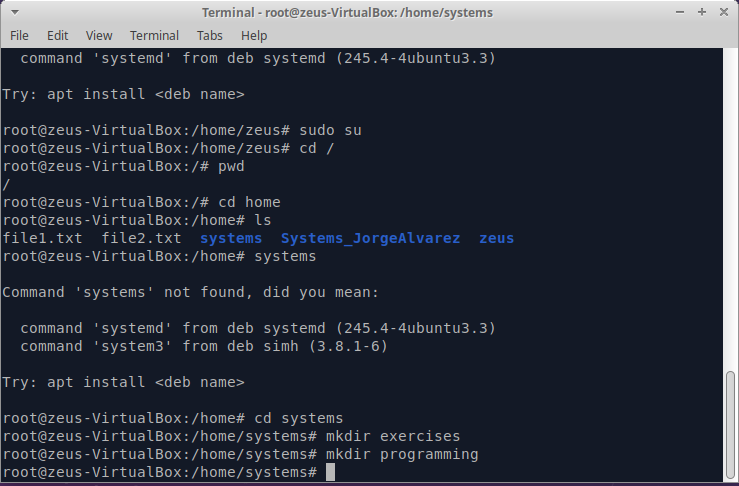 Terminal - root@zeus-VirtualBox: /home/systems
File Edit View Terminal Tabs Help
command 'systemd' from deb systemd (245.4-4ubuntu3.3)
Try: apt install <deb name>
root@zeus-VirtualBox:/home/zeus# sudo su
root@zeus-VirtualBox:/home/zeus# cd /
root@zeus-VirtualBox:/# pwd
/
root@zeus-VirtualBox:/# cd home
root@zeus-VirtualBox:/home# ls
file1.txt  file2.txt  systems  Systems_JorgeAlvarez  zeus
root@zeus-VirtualBox:/home# systems
Command 'systems' not found, did you mean:
command 'systemd' from deb systemd (245.4-4ubuntu3.3)
command 'system3' from deb simh (3.8.1-6)
Try: apt install <deb name>
root@zeus-VirtualBox:/home# cd systems
root@zeus-VirtualBox:/home/systems# mkdir exercises
root@zeus-VirtualBox:/home/systems# mkdir programming
root@zeus-VirtualBox:/home/systems#